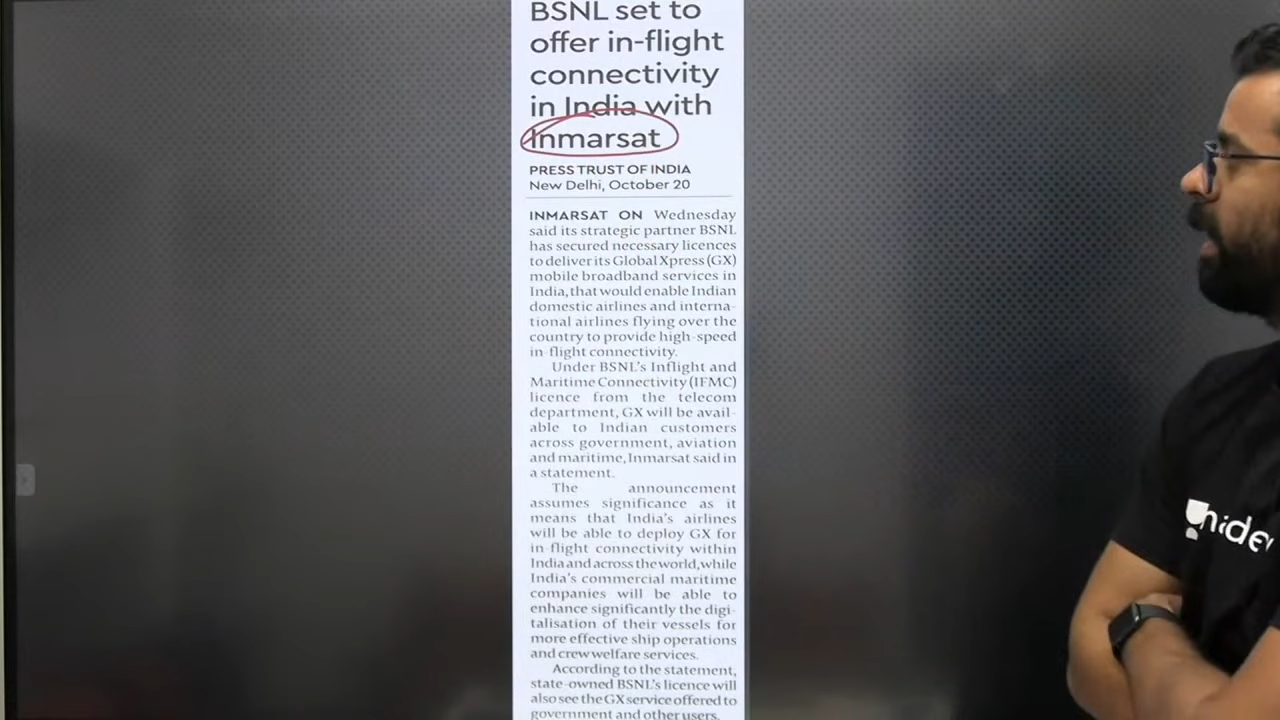 BSNL set to
offer in-flight
connectivity
in India with
Inmarsat
PRESS TRUST OF INDIA
New Delhi, October 20
INMARSAT ON Wednesday
said its strategic partner BSNL
has secured necessary licences
to deliver its Global Xpress (GX)
mobile broadband services in
India, that would enable Indian
domestic airlines and interna-
tional airlines flying over the
country to provide high-speed
in-flight connectivity.
Under BSNL's Inflight and
Maritime Connectivity (IFMC)
licence from the telecom
department, GX will be avail-
able to Indian customers
across government, aviation
and maritime, Inmarsat said in
a statement.
The announcement
assumes significance as it
means that India's airlines
will be able to deploy GX for
in-flight connectivity within
India and across the world, while
India's commercial maritime
companies will be able to
enhance significantly the digi-
talisation of their vessels for
more effective ship operations
and crew welfare services.
According to the statement,
state-owned BSNL's licence will
also see the GX service offered to
government and other users.